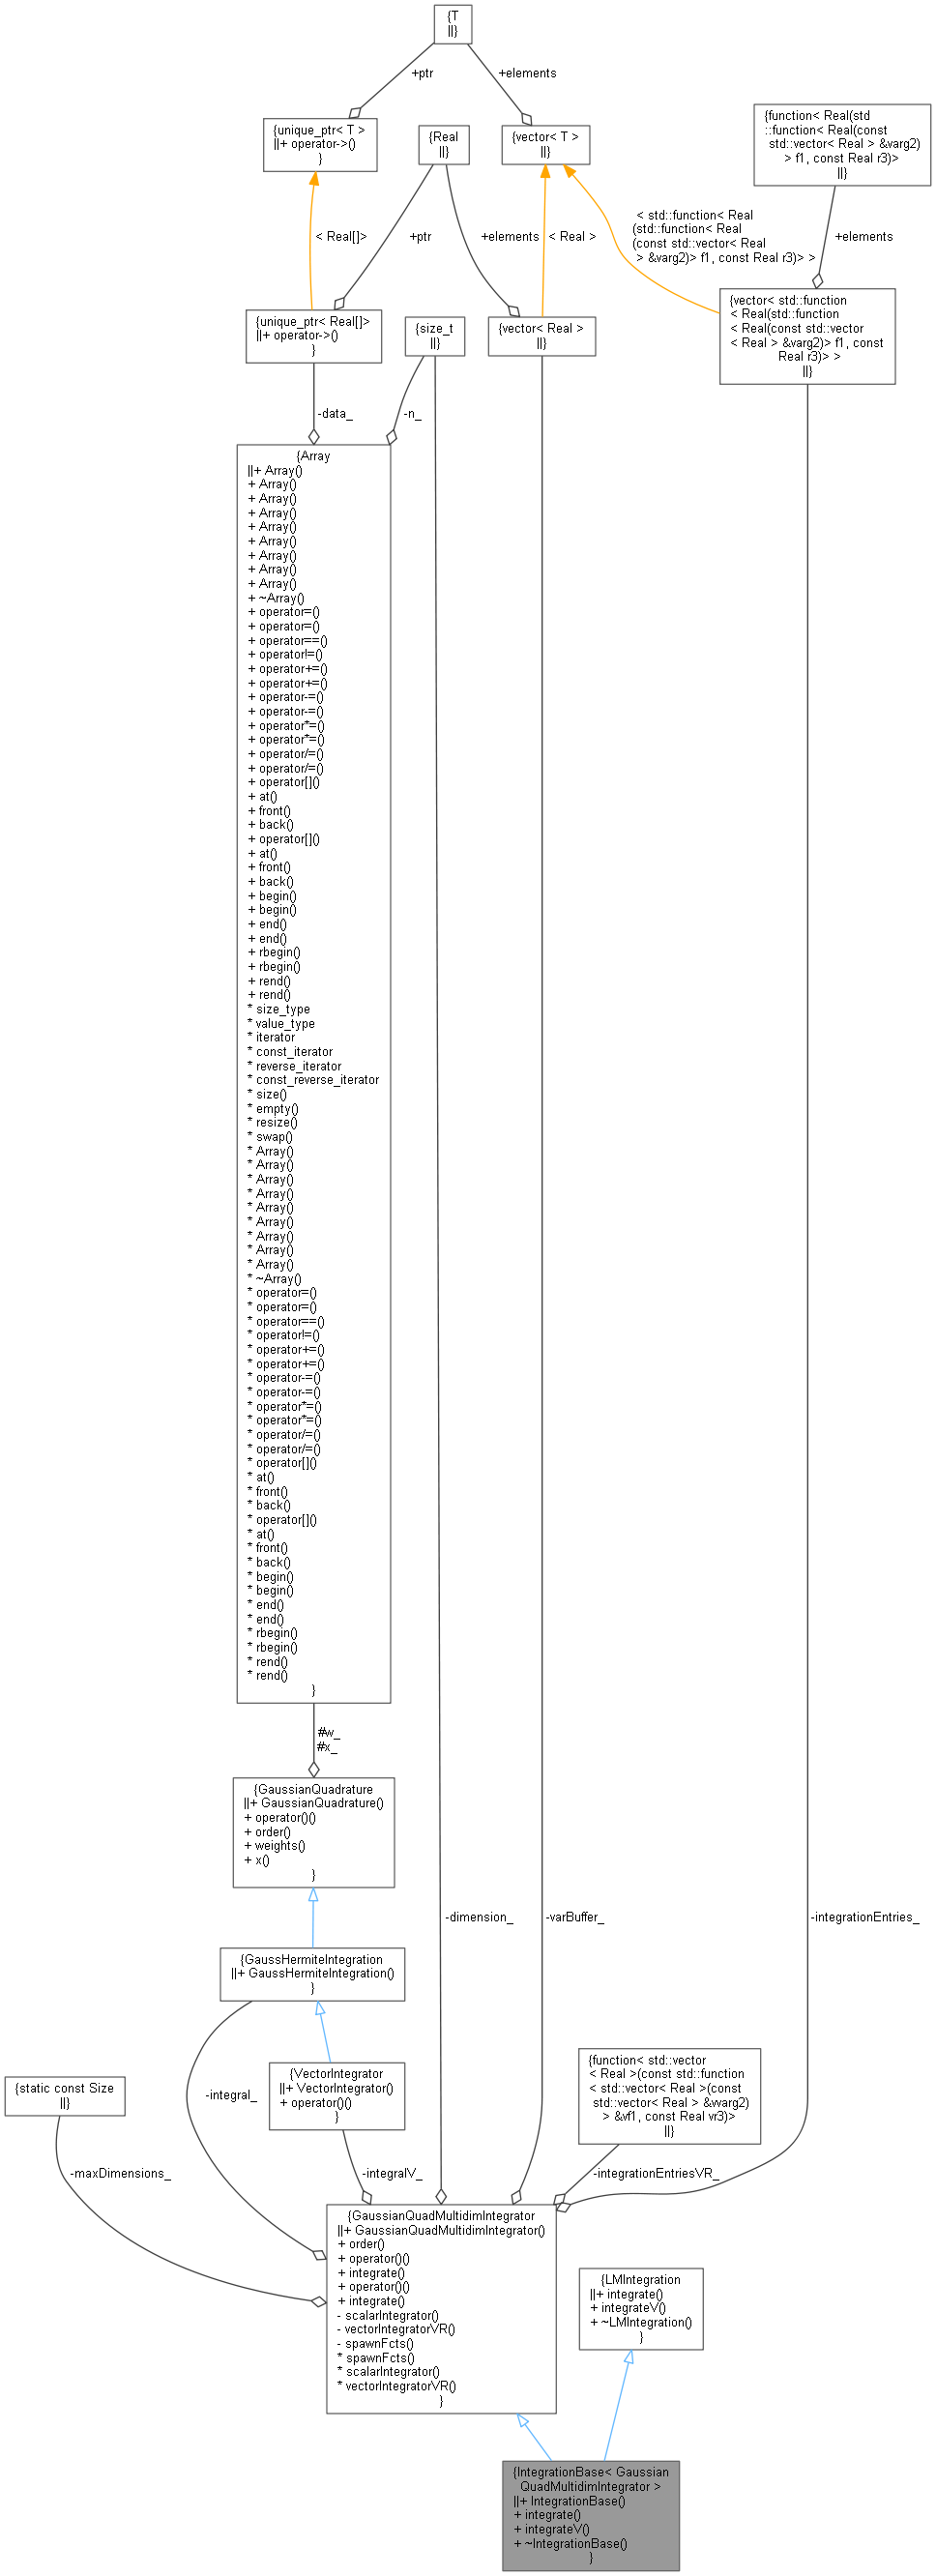 {T
||}
+ptr
+elements
{function< Real(std
::function< Real(const
std::vector< Real > &varg2)
> f1, const Real r3)>
||}
{unique_ptr< T >
||+ operator->()
}
{Real
||}
{vector< T >
||}
< Real[]>
+ptr
+elements
< Real >
< std::function< Real
(std::function< Real
(const std::vector< Real
> &varg2)> f1, const Real r3)> >
+elements
{unique_ptr< Real[]>
||+ operator->()
}
{size_t
||}
{vector< Real >
||}
{vector< std::function
< Real(std::function
< Real(const std::vector
< Real > &varg2)> f1, const
Real r3)> >
||}
-data_
-n_
{Array
||+ Array()
+ Array()
+ Array()
+ Array()
+ Array()
+ Array()
+ Array()
+ Array()
+ Array()
+ ~Array()
+ operator=()
+ operator=()
+ operator==()
+ operator!=()
+ operator+=()
+ operator+=()
+ operator-=()
+ operator-=()
+ operator*=()
+ operator*=()
+ operator/=()
+ operator/=()
+ operator[]()
+ at()
+ front()
+ back()
+ operator[]()
+ at()
+ front()
+ back()
+ begin()
+ begin()
+ end()
+ end()
+ rbegin()
+ rbegin()
+ rend()
+ rend()
* size_type
* value_type
* iterator
* const_iterator
* reverse_iterator
* const_reverse_iterator
* size()
* empty()
* resize()
* swap()
* Array()
* Array()
* Array()
* Array()
* Array()
* Array()
* Array()
* Array()
* Array()
* ~Array()
* operator=()
* operator=()
* operator==()
* operator!=()
* operator+=()
* operator+=()
* operator-=()
* operator-=()
* operator*=()
* operator*=()
* operator/=()
* operator/=()
* operator[]()
* at()
* front()
* back()
* operator[]()
* at()
* front()
* back()
* begin()
* begin()
* end()
* end()
* rbegin()
* rbegin()
* rend()
* rend()
}
#w_
#x_
{GaussianQuadrature
||+ GaussianQuadrature()
+ operator()()
+ order()
+ weights()
+ x()
}
-dimension_
-varBuffer_
-integrationEntries_
{GaussHermiteIntegration
||+ GaussHermiteIntegration()
}
{static const Size
||}
-integral_
{VectorIntegrator
||+ VectorIntegrator()
+ operator()()
}
{function< std::vector
< Real >(const std::function
< std::vector< Real >(const
std::vector< Real > &vvarg2)
> &vf1, const Real vr3)>
||}
-maxDimensions_
-integralV_
-integrationEntriesVR_
{GaussianQuadMultidimIntegrator
||+ GaussianQuadMultidimIntegrator()
+ order()
+ operator()()
+ integrate()
+ operator()()
+ integrate()
- scalarIntegrator()
- vectorIntegratorVR()
- spawnFcts()
* spawnFcts()
* scalarIntegrator()
* vectorIntegratorVR()
}
{LMIntegration
||+ integrate()
+ integrateV()
+ ~LMIntegration()
}
{IntegrationBase< Gaussian
QuadMultidimIntegrator >
||+ IntegrationBase()
+ integrate()
+ integrateV()
+ ~IntegrationBase()
}